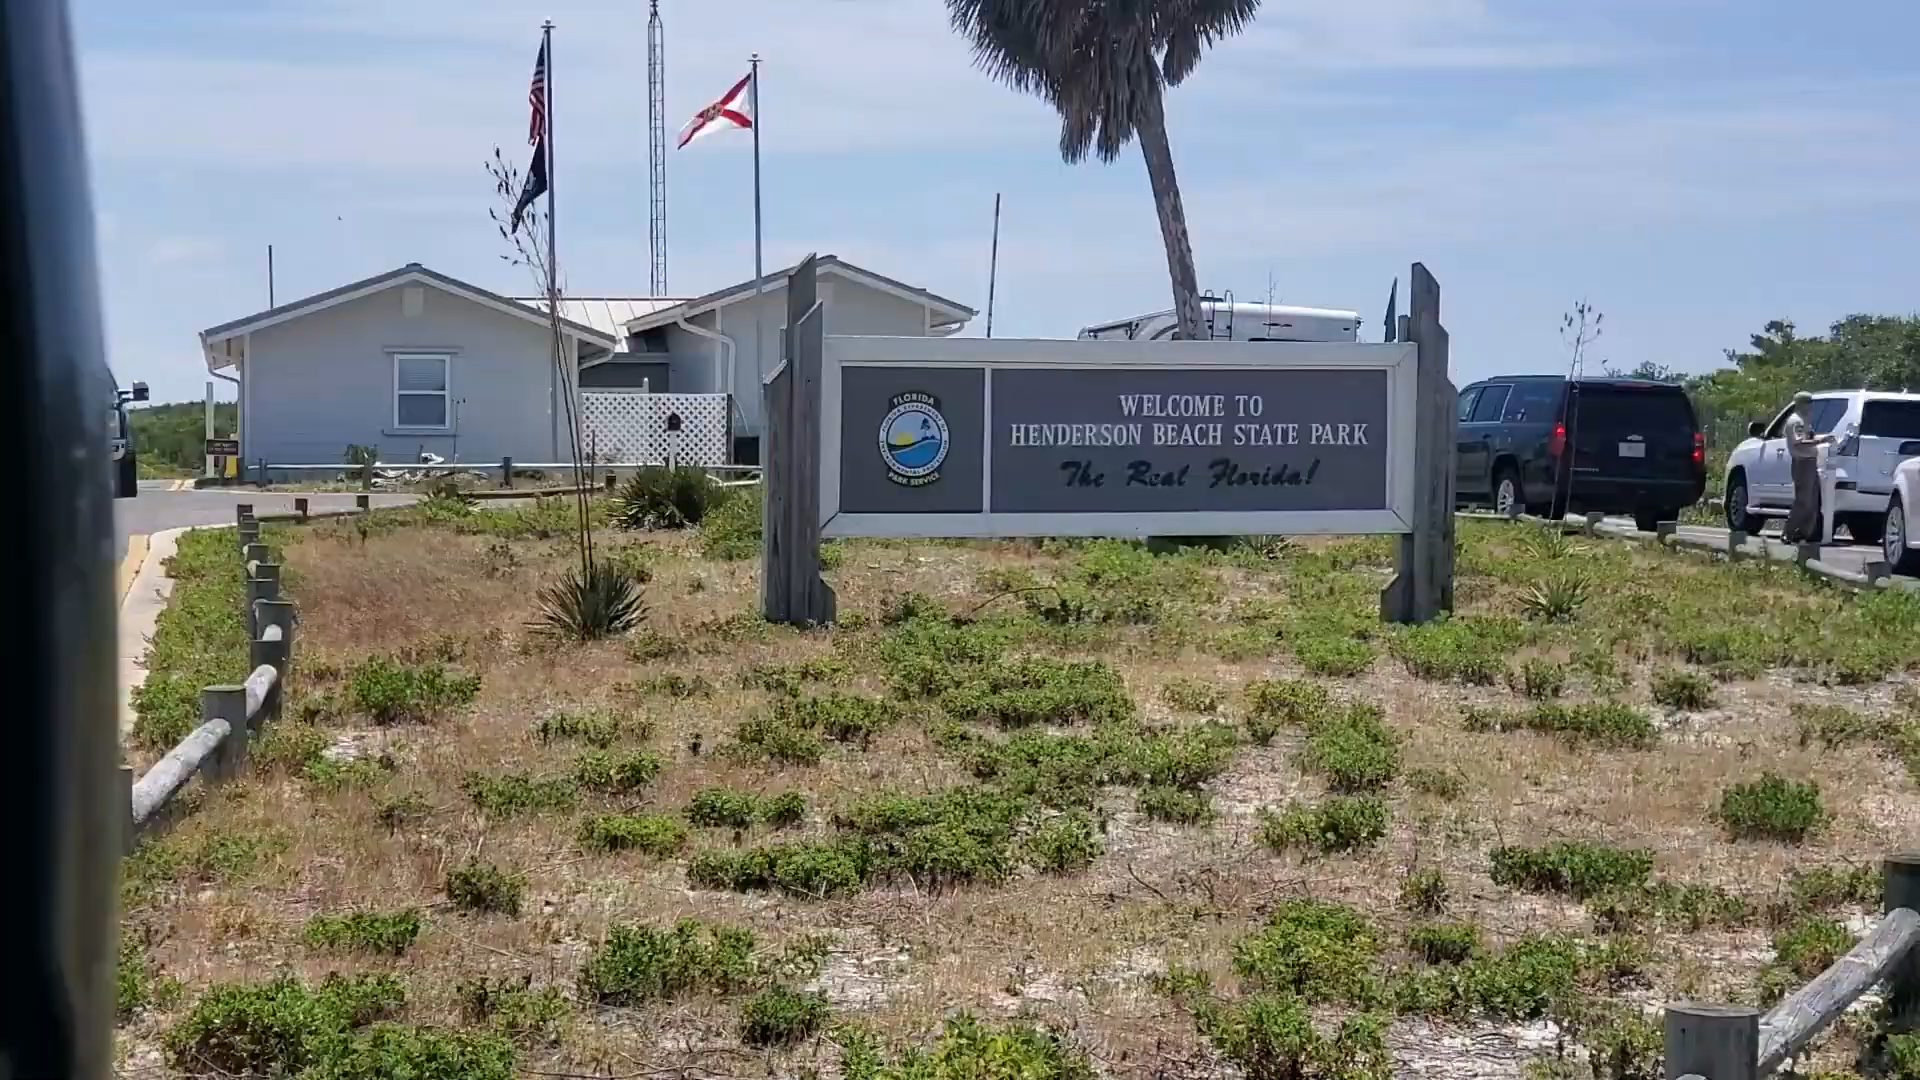 FLORIDA
PARK SERVICE
WELCOME TO
HENDERSON BEACH STATE PARK
The Real Florida!